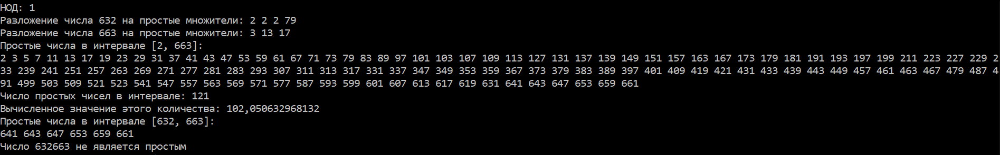 НОД: 1
Разложение числа 632 на простые множители: 2 2 2 79
Разложение числа 663 на простые множители: 3 13 17
Простые числа в интервале [2, 663]:
2 3 5 7 11 13 17 19 23 29 31 37 41 43 47 53 59 61 67 71 73 79 83 89 97 101 103 107 109 113 127 131 137 139 149 151 157 163 167 173 179 181 191 193 197 199 211 223 227 229 2
33 239 241 251 257 263 269 271 277 281 283 293 307 311 313 317 331 337 347 349 353 359 367 373 379 383 389 397 401 409 419 421 431 433 439 443 449 457 461 463 467 479 487 4
91 499 503 509 521 523 541 547 557 563 569 571 577 587 593 599 601 607 613 617 619 631 641 643 647 653 659 661
Число простых чисел в интервале: 121
Вычисленное значение этого количества: 102,050632968132
Простые числа в интервале [632, 663]:
641 643 647 653 659 661
Число 632663 не является простым